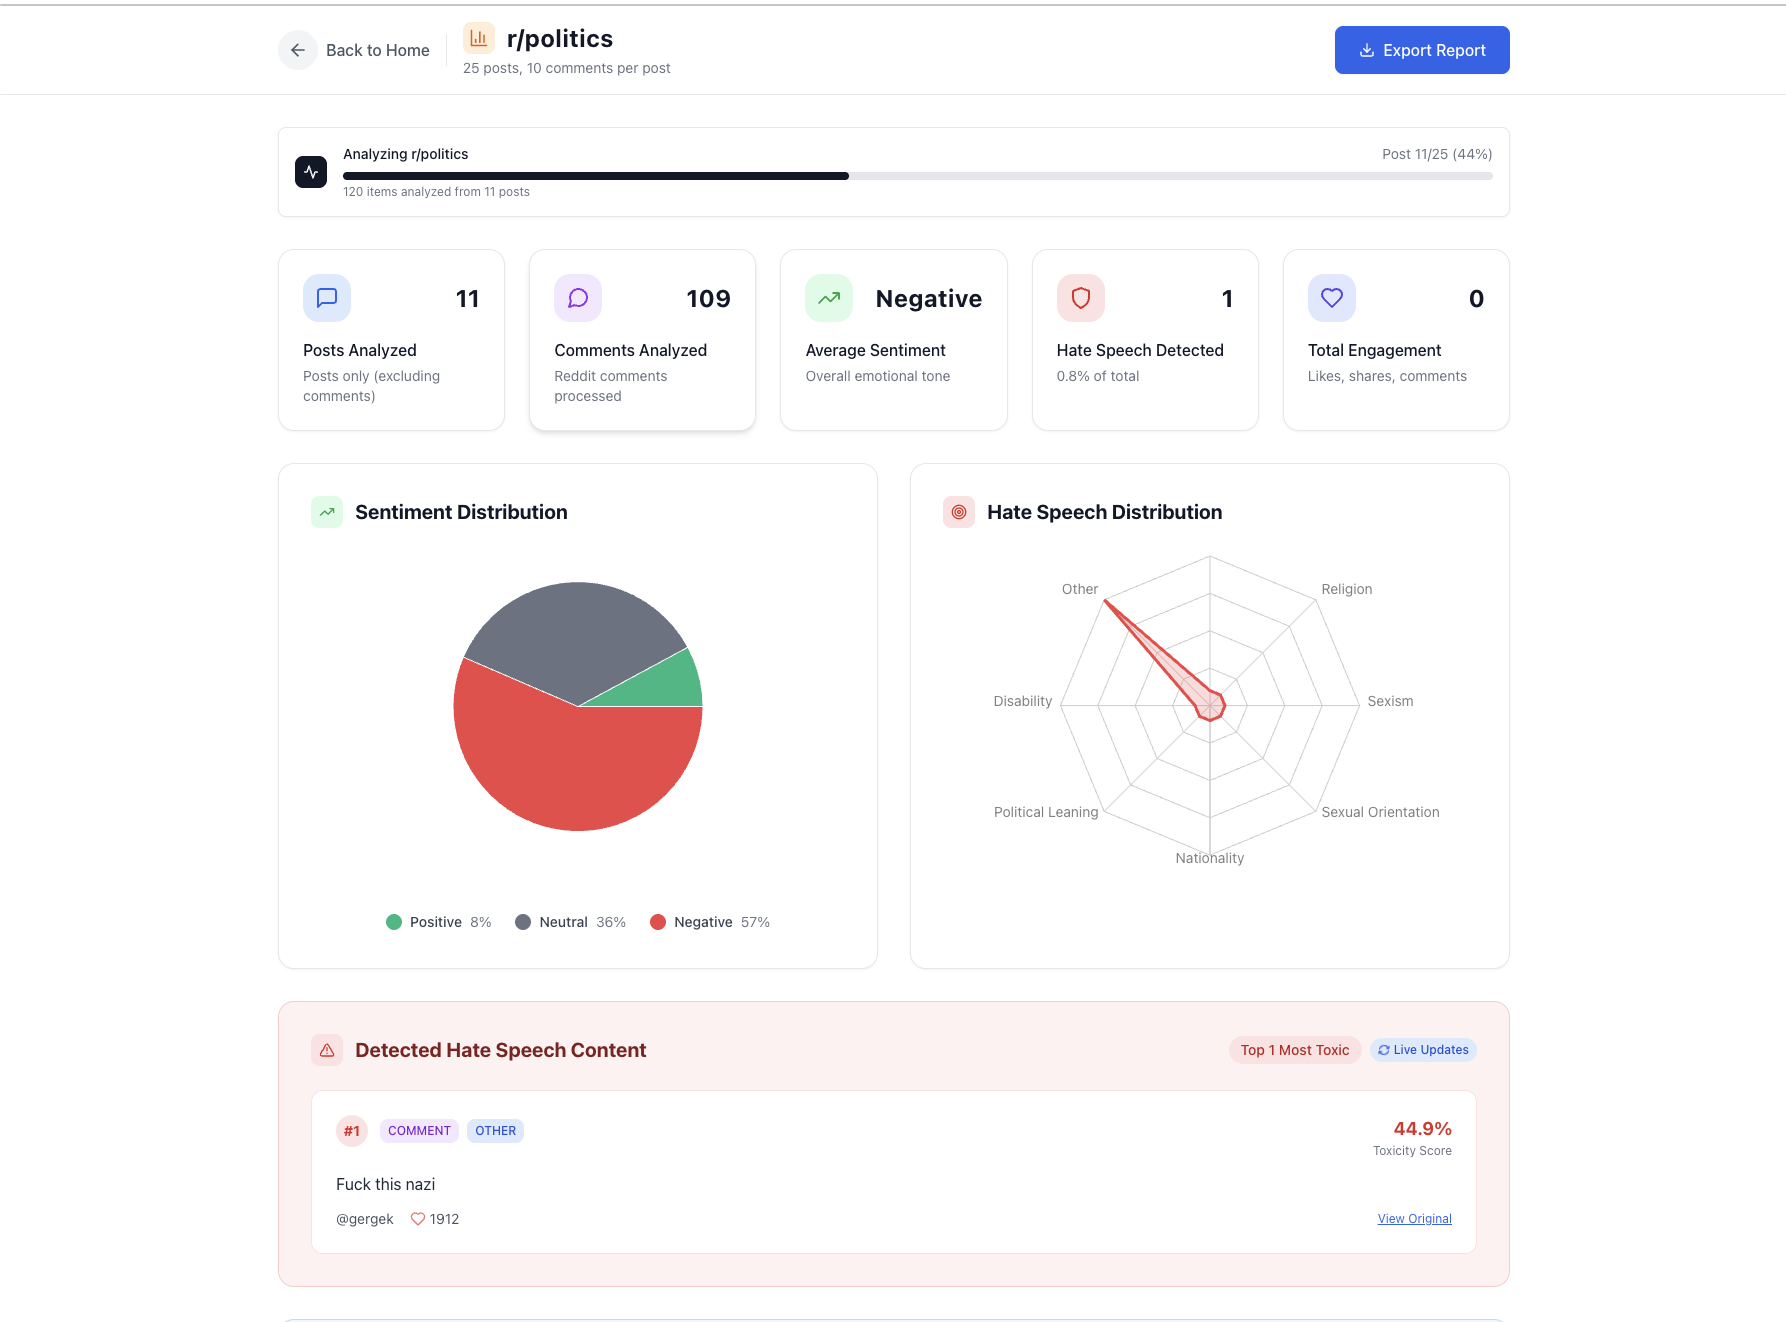 Back to Home
r/politics
25 posts, 10 comments per post
Export Report
Analyzing r/politics
Post 11/25 (44%)
120 items analyzed from 11 posts
11
Posts Analyzed
Posts only (excluding
comments)
109
Comments Analyzed
Reddit comments
processed
Negative
Average Sentiment
Overall emotional tone
1
Hate Speech Detected
0.8% of total
0
Total Engagement
Likes, shares, comments
Sentiment Distribution
Positive 8%
Neutral 36%
Negative 57%
Hate Speech Distribution
Other
Religion
Disability
Sexism
Political Leaning
Sexual Orientation
Nationality
Detected Hate Speech Content
Top 1 Most Toxic
Live Updates
#1
COMMENT
OTHER
44.9%
Toxicity Score
Fuck this nazi
@gergek
1912
View Original